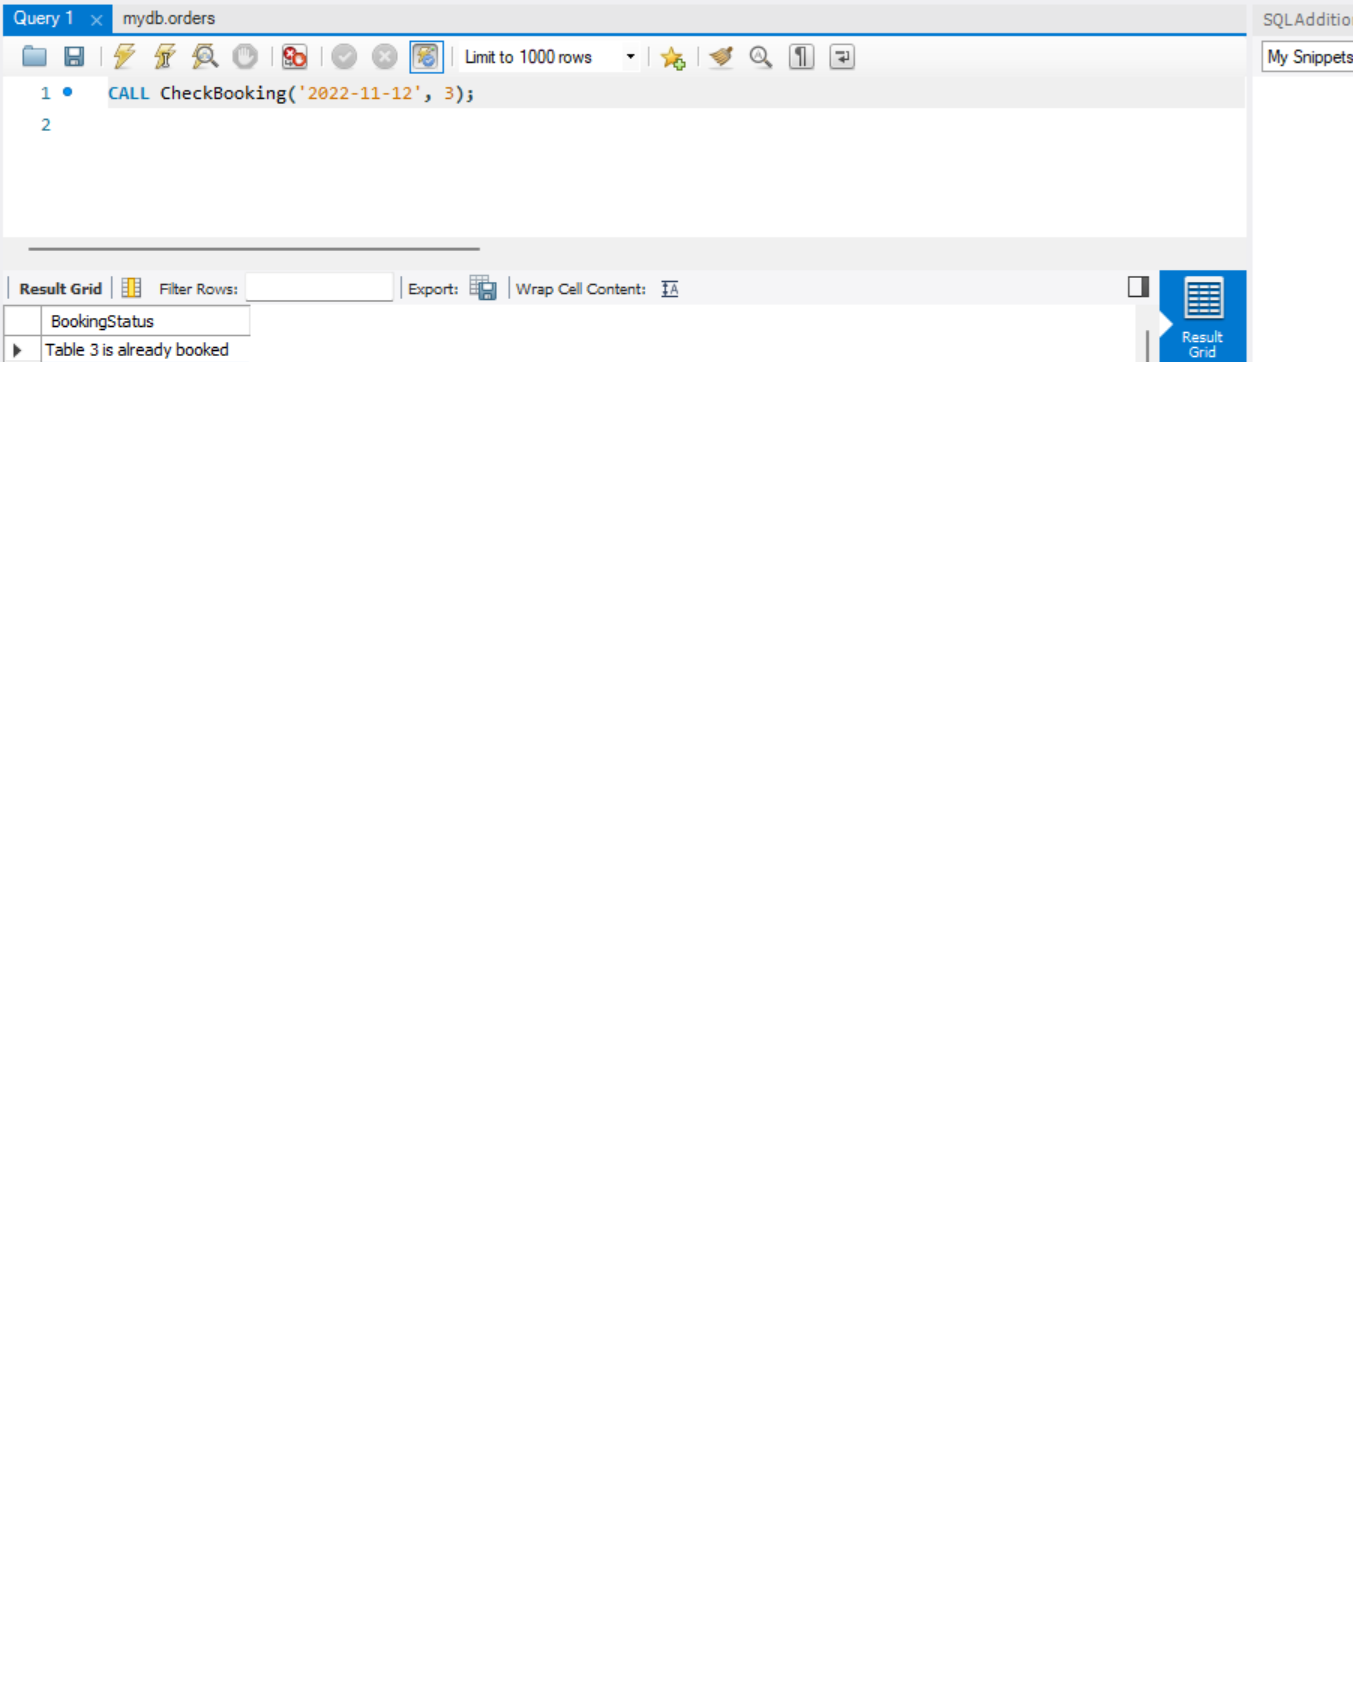 Query 1 mydb.orders SQLAdditio
Limit to 1000 rows My Snippets
1 CALL CheckBooking('2022-11-12', 3);
2
Result Grid Filter Rows: Export: Wrap Cell Content:
BookingStatus
Table 3 is already booked
Result
Grid